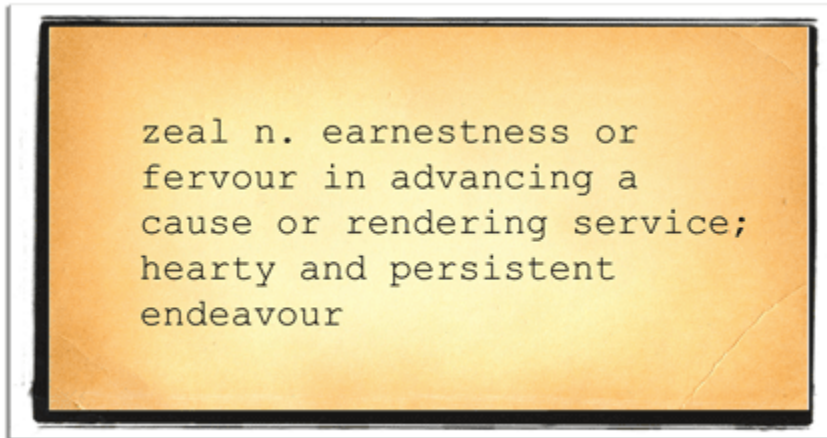 zeal n. earnestness or
fervour in advancing a
cause or rendering service;
hearty and persistent
endeavour